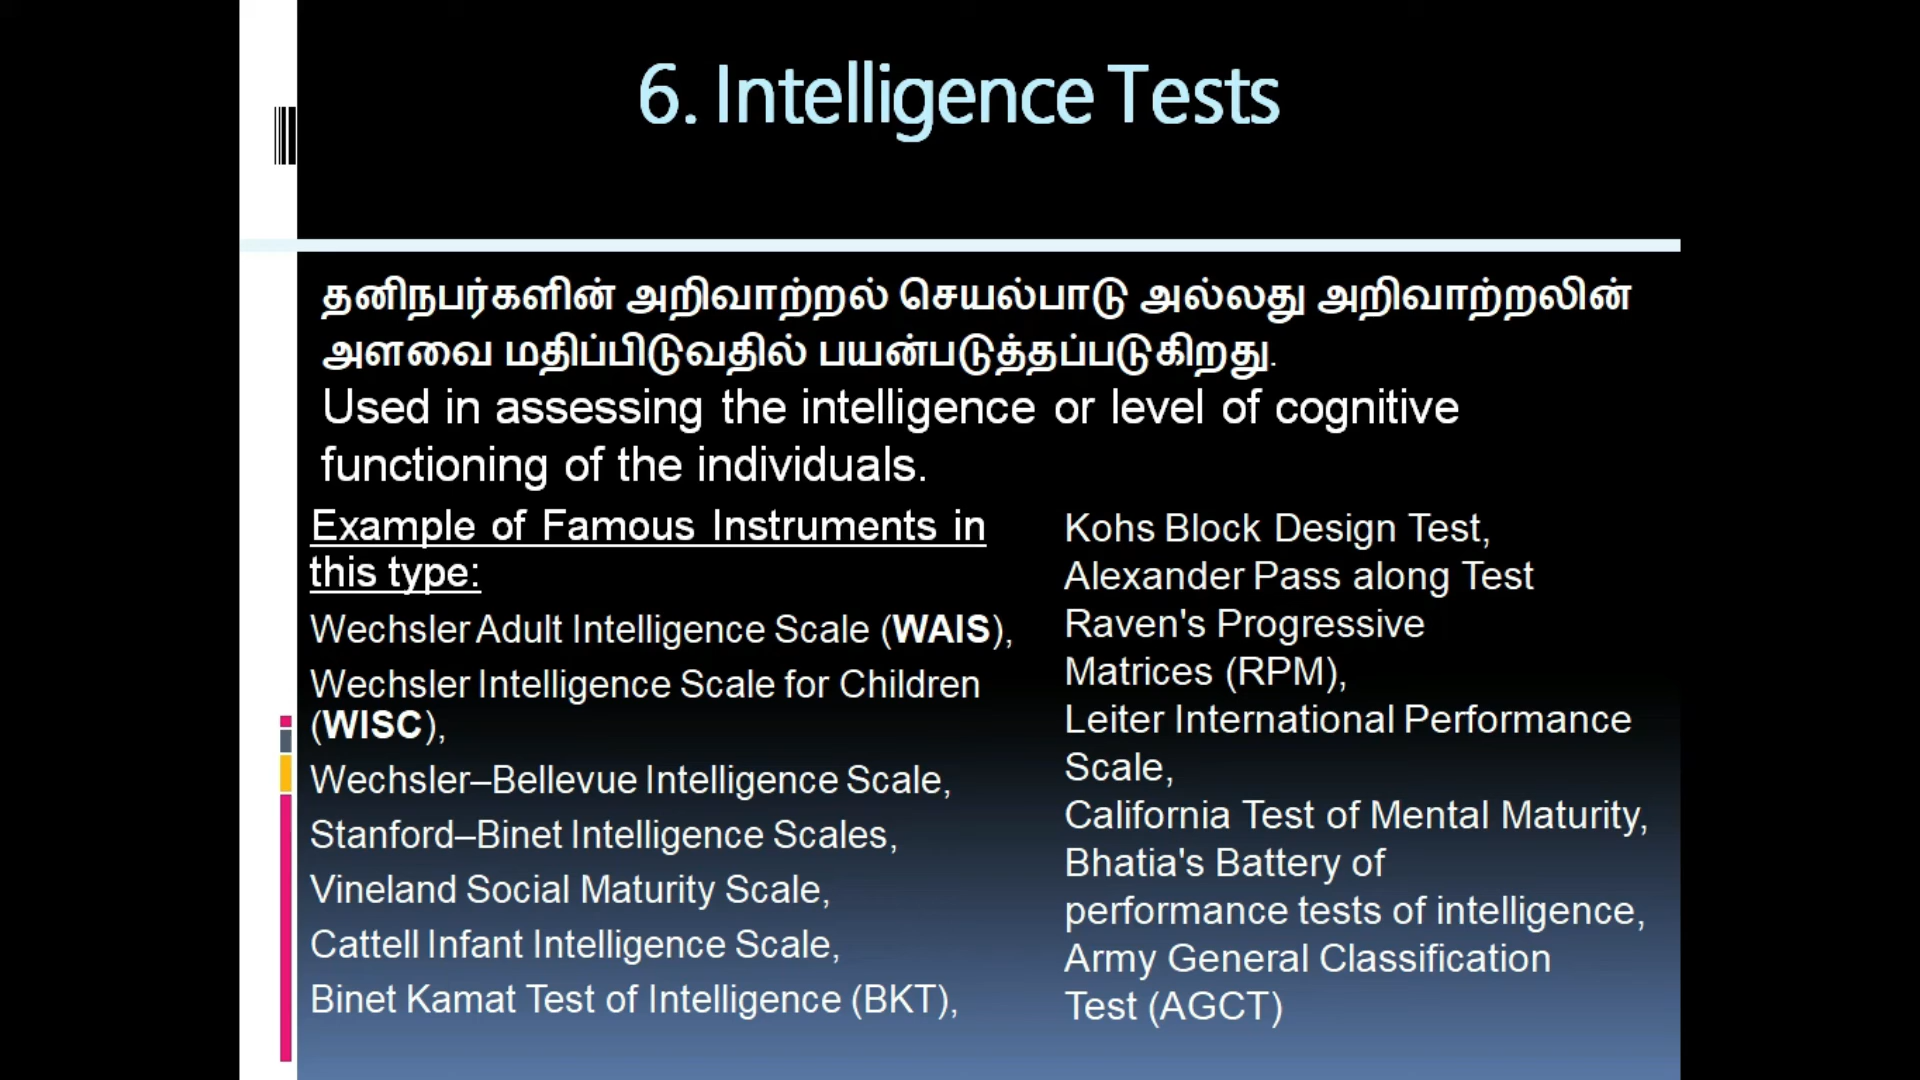 6. Intelligence Tests
தனிநபர்களின் அறிவாற்றல் செயல்பாடு அல்லது அறிவாற்றலின்
அளவை மதிப்பிடுவதில் பயன்படுத்தப்படுகிறது.
Used in assessing the intelligence or level of cognitive
functioning of the individuals.
Example of Famous Instruments in
this type:
Wechsler Adult Intelligence Scale (WAIS),
Wechsler Intelligence Scale for Children
(WISC),
Wechsler–Bellevue Intelligence Scale,
Stanford–Binet Intelligence Scales,
Vineland Social Maturity Scale,
Cattell Infant Intelligence Scale,
Binet Kamat Test of Intelligence (BKT),
Kohs Block Design Test,
Alexander Pass along Test
Raven's Progressive
Matrices (RPM),
Leiter International Performance
Scale,
California Test of Mental Maturity,
Bhatia's Battery of
performance tests of intelligence,
Army General Classification
Test (AGCT)